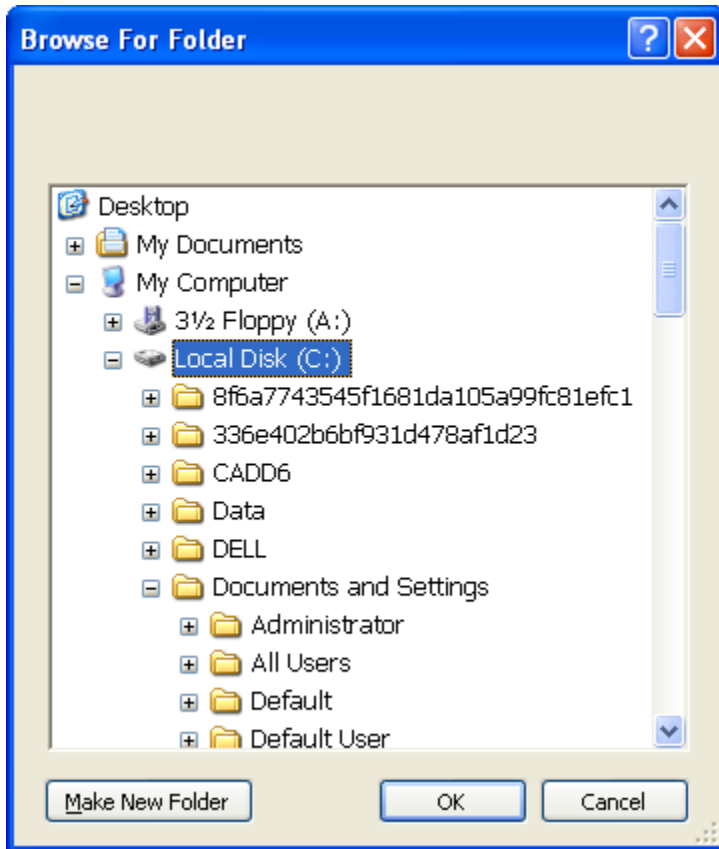 Browse For Folder
Desktop
My Documents
My Computer
3½ Floppy (A:)
Local Disk (C:)
8f6a7743545f1681da105a99fc81efc1
336e402b6bf931d478af1d23
CADD6
Data
DELL
Documents and Settings
Administrator
All Users
Default
Default User
Make New Folder OK Cancel